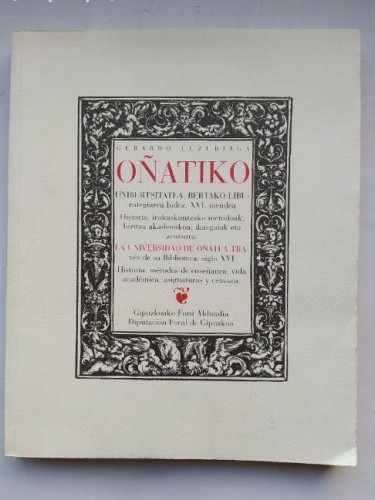 GERARDO ELZURIAGA
OÑATIKO
UNIBERTSITATEA, BERTAKO LIBU-
rutegiaren bidez: XVI. mendea
Historia, irakaskuntzako metodoak,
bizitza akademikoa, ikasgaiak eta
zentsura.
LA UNIVERSIDAD DE OÑATI A TRA-
vés de su Biblioteca: siglo XVI
Historia, métodos de enseñanza, vida
académica, asignaturas y censura.
Gipuzkoako Foru Aldundia
Diputación Foral de Gipuzkoa